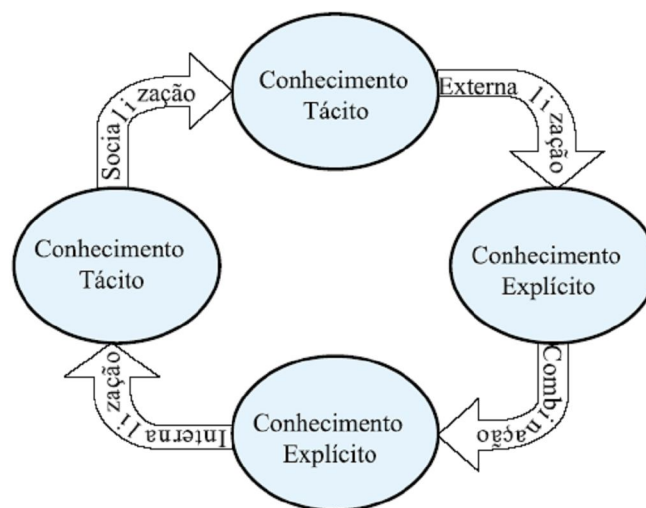 Conhecimento
Tácito
Externalização
Conhecimento
Explícito
Combinação
Conhecimento
Explícito
Internalização
Conhecimento
Tácito
Socialização